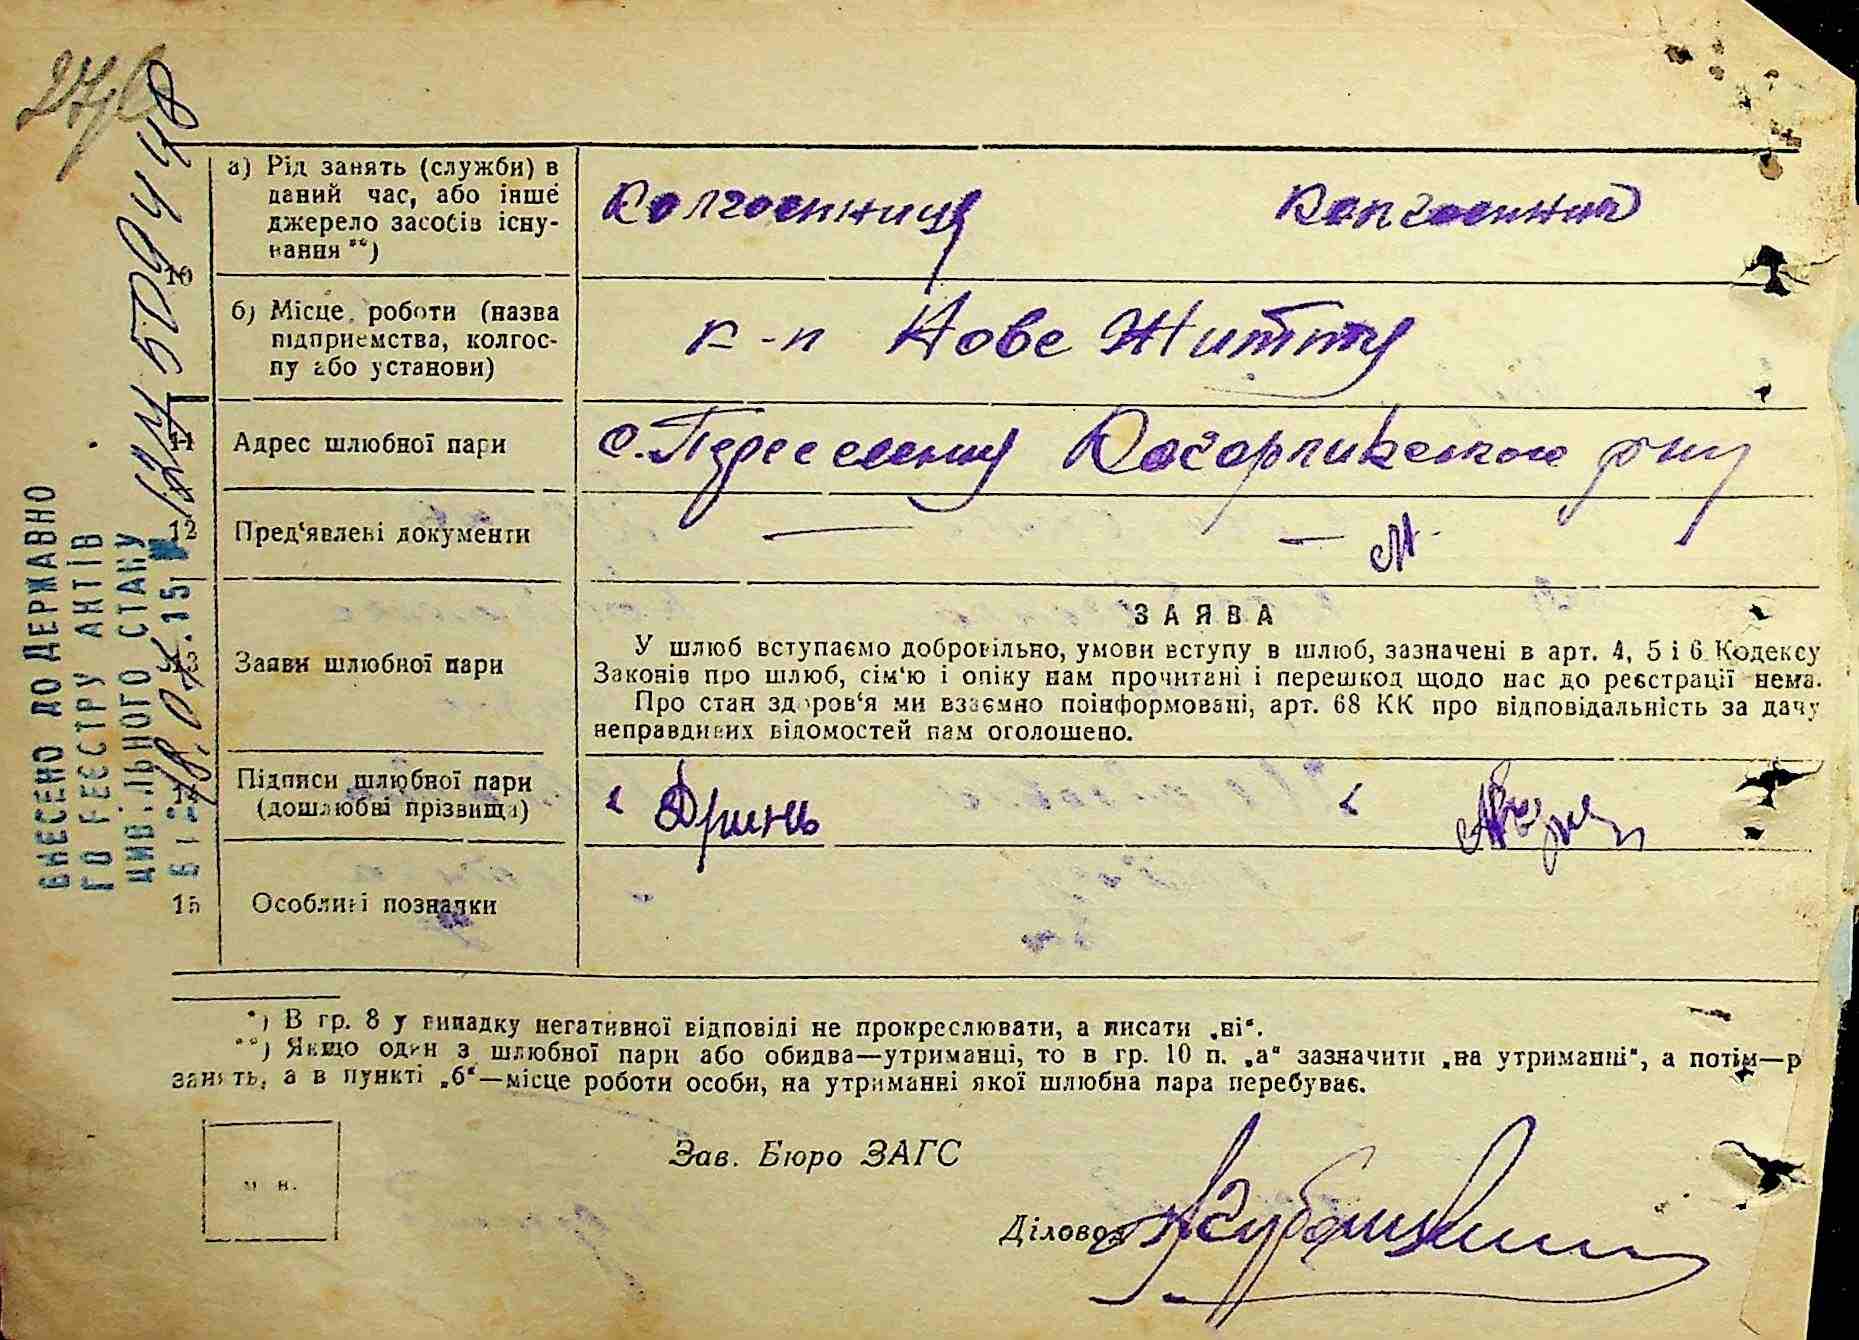 а) Рід занять (служби) в
даний час, або інше
джерело засобів існу-
вання **)
Колгоспниця Колгоспник
10
б) Місце роботи (назва
підприємства, колгос-
пу або установи)
к-п Нове Життя
11 Адрес шлюбної пари
с. Переселення Кагарликського р-ну
12 Пред'явлені документи
— —
13 Заяви шлюбної пари
ЗАЯВА
У шлюб вступаємо добровільно, умови вступу в шлюб, зазначені в арт. 4, 5 і 6 Кодексу
Законів про шлюб, сім'ю і опіку нам прочитані і перешкод щодо нас до реєстрації нема.
Про стан здоров'я ми взаємно поінформовані, арт. 68 КК про відповідальність за дачу
неправдивих відомостей нам оголошено.
14 Підписи шлюбної пари
(дошлюбні прізвища)
Дринь
15 Особливі позначки
*) В гр. 8 у випадку негативної відповіді не прокреслювати, а писати „ні“.
**) Якщо один з шлюбної пари або обидва—утриманці, то в гр. 10 п. „а“ зазначити „на утриманні“, а потім—р
занять, а в пункті „б“—місце роботи особи, на утриманні якої шлюбна пара перебуває.
м п.
Зав. Бюро ЗАГС
Діловод
ВНЕСЕНО ДО ДЕРЖАВНО
ГО РЕЄСТРУ АКТІВ
ЦИВІЛЬНОГО СТАНУ